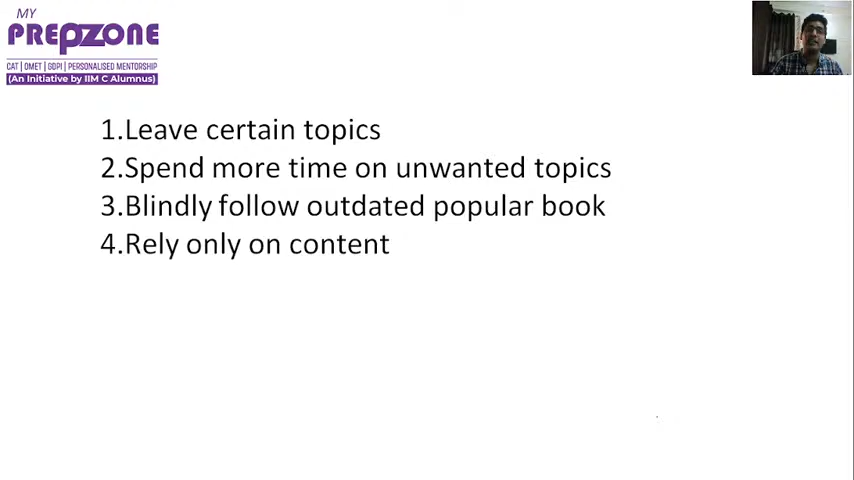 MY
PREPZONE
CAT | OMET | GDPI | PERSONALISED MENTORSHIP
(An Initiative by IIM C Alumnus)
1.Leave certain topics
2.Spend more time on unwanted topics
3.Blindly follow outdated popular book
4.Rely only on content